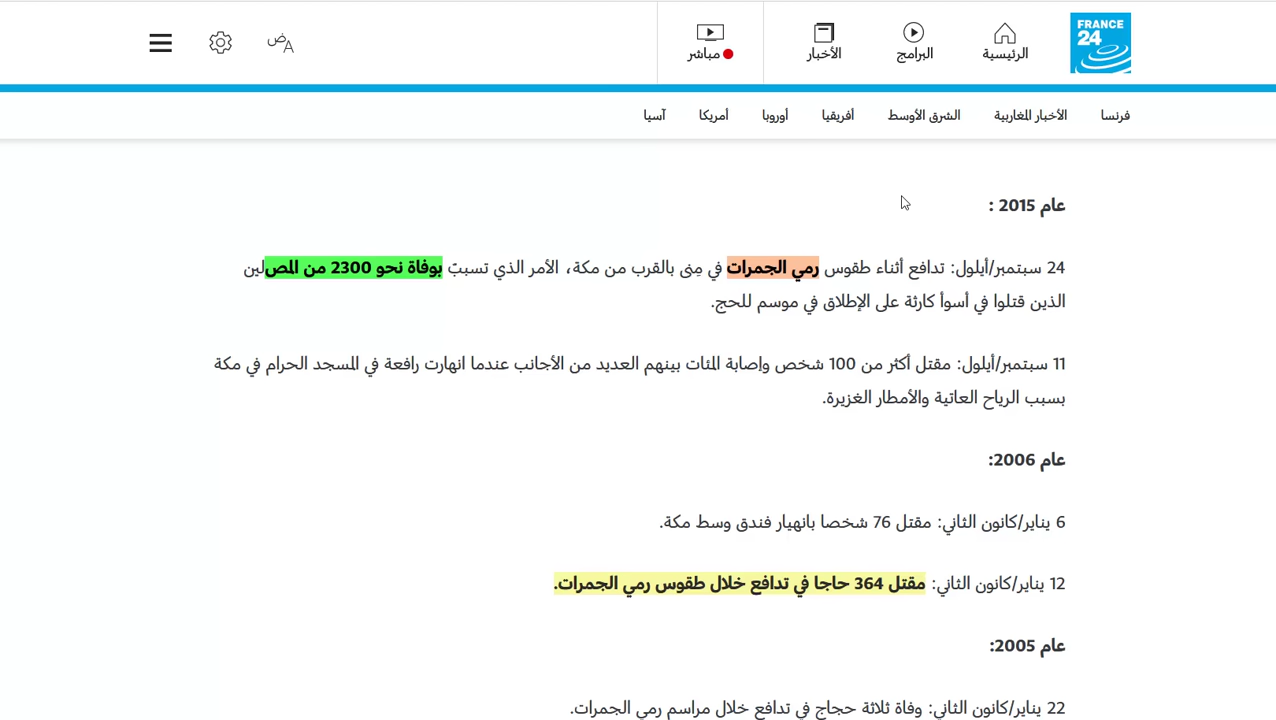 FRANCE
24
الرئيسية
البرامج
الأخبار
مباشر
ضA
فرنسا
الأخبار المغاربية
الشرق الأوسط
أفريقيا
أوروبا
أمريكا
آسيا
عام 2015 :
24 سبتمبر/أيلول: تدافع أثناء طقوس رمي الجمرات في مِنى بالقرب من مكة، الأمر الذي تسببّ بوفاة نحو 2300 من المصلين
الذين قتلوا في أسوأ كارثة على الإطلاق في موسم للحج.
11 سبتمبر/أيلول: مقتل أكثر من 100 شخص وإصابة المئات بينهم العديد من الأجانب عندما انهارت رافعة في المسجد الحرام في مكة
بسبب الرياح العاتية والأمطار الغزيرة.
عام 2006:
6 يناير/كانون الثاني: مقتل 76 شخصا بانهيار فندق وسط مكة.
12 يناير/كانون الثاني: مقتل 364 حاجا في تدافع خلال طقوس رمي الجمرات.
عام 2005:
22 يناير/كانون الثاني: وفاة ثلاثة حجاج في تدافع خلال مراسم رمي الجمرات.